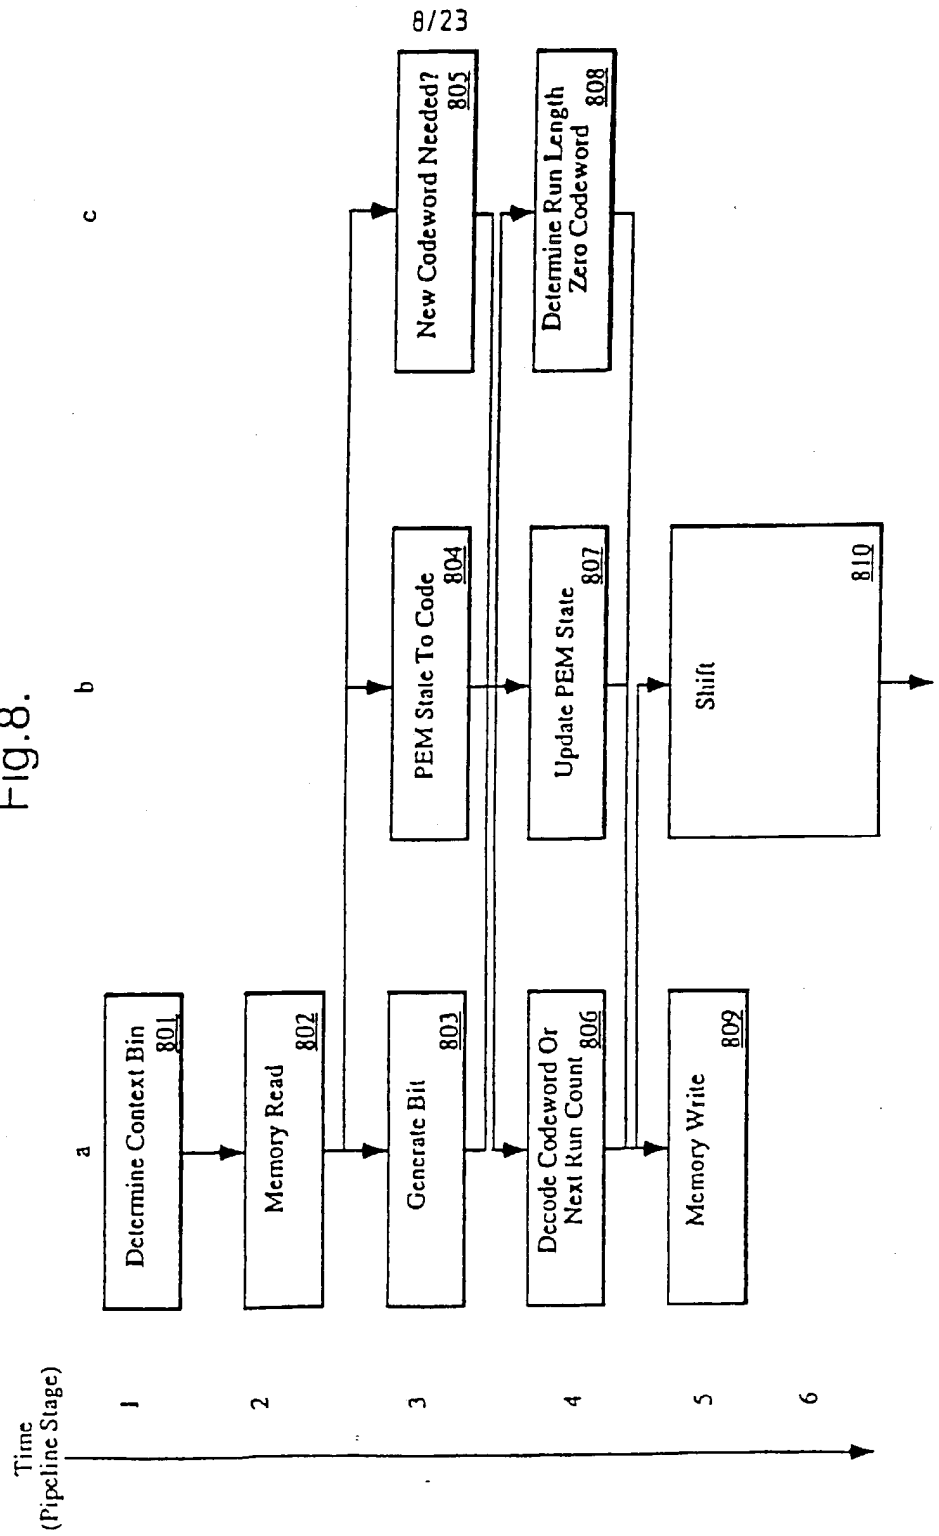 8/23
Fig.8.
Time
(Pipeline Stage)
a
b
c
1
Determine Context Bin
801
2
Memory Read
802
3
Generate Bit
803
PEM State To Code
804
New Codeword Needed?
805
4
Decode Codeword Or
Next Run Count
806
Update PEM State
807
Determine Run Length
Zero Codeword
808
5
Memory Write
809
Shift
810
6